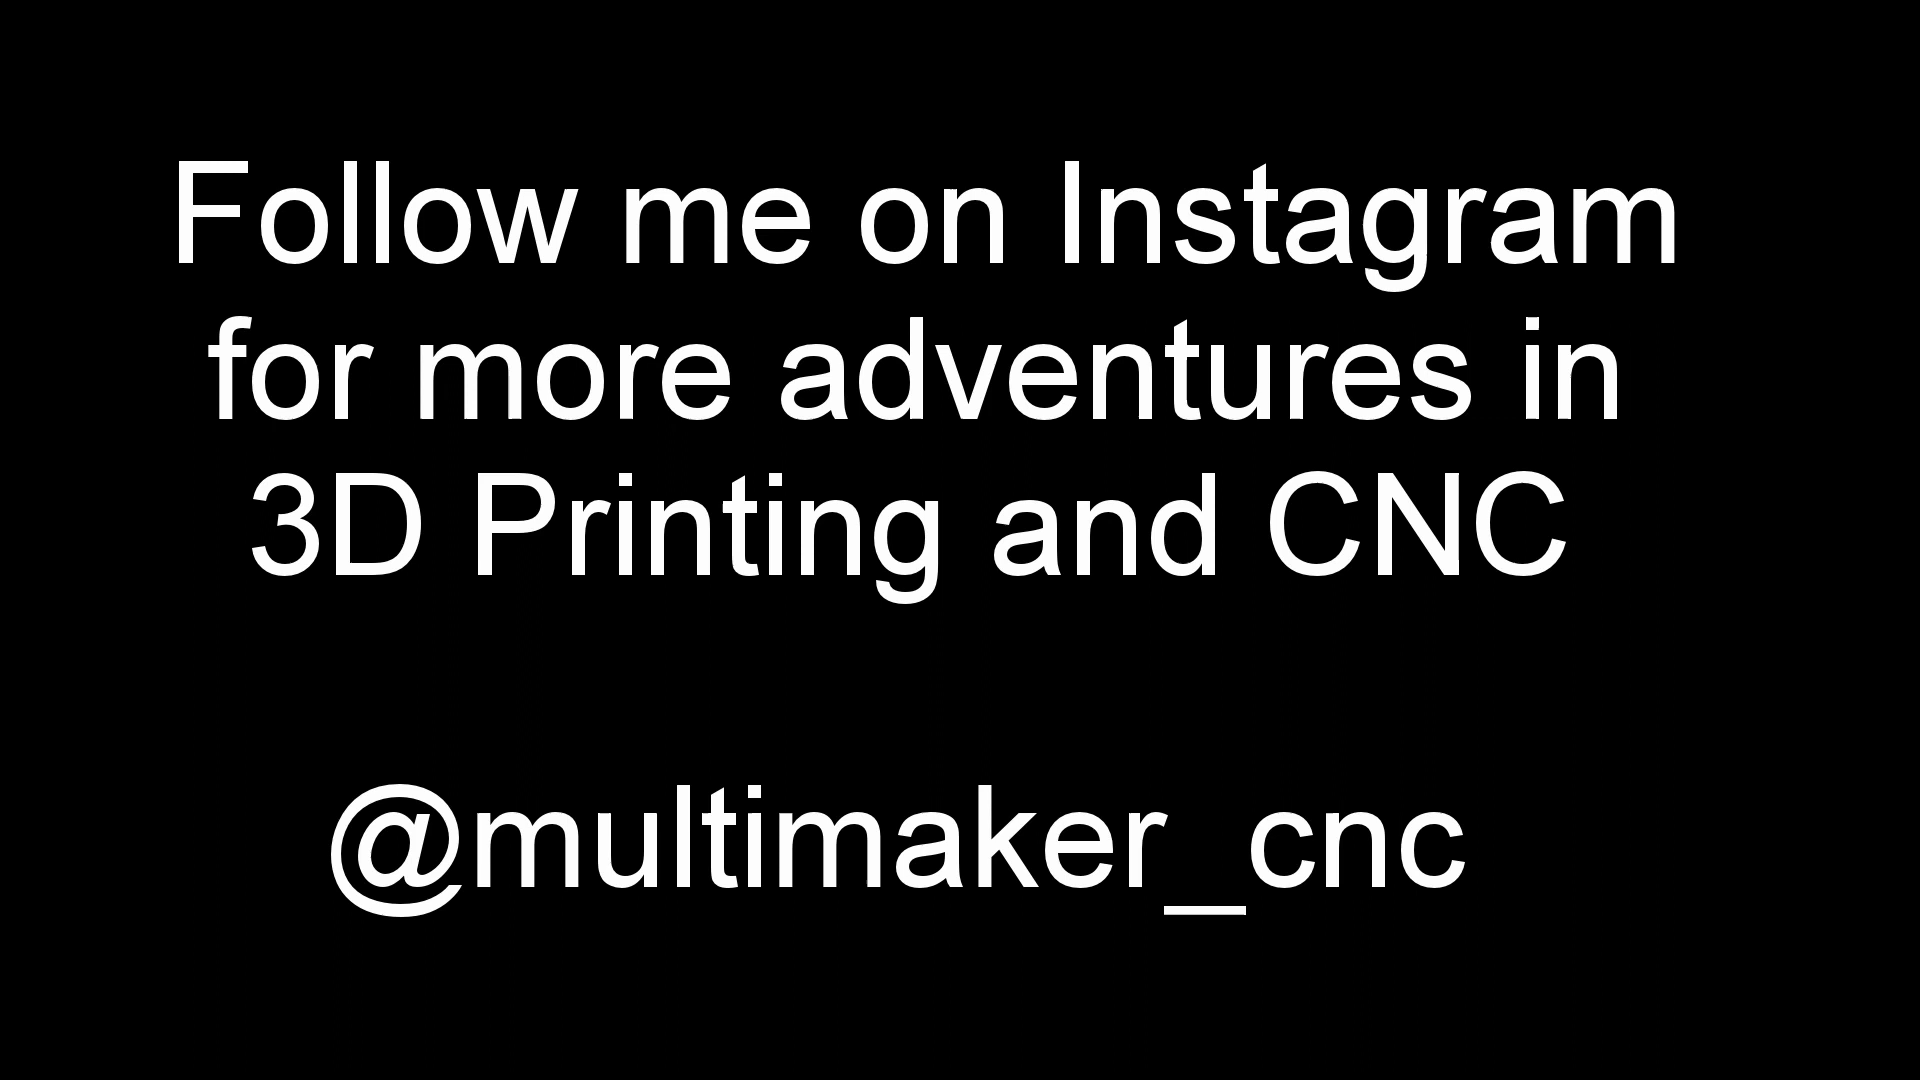 Follow me on Instagram
for more adventures in
3D Printing and CNC
@multimaker_cnc